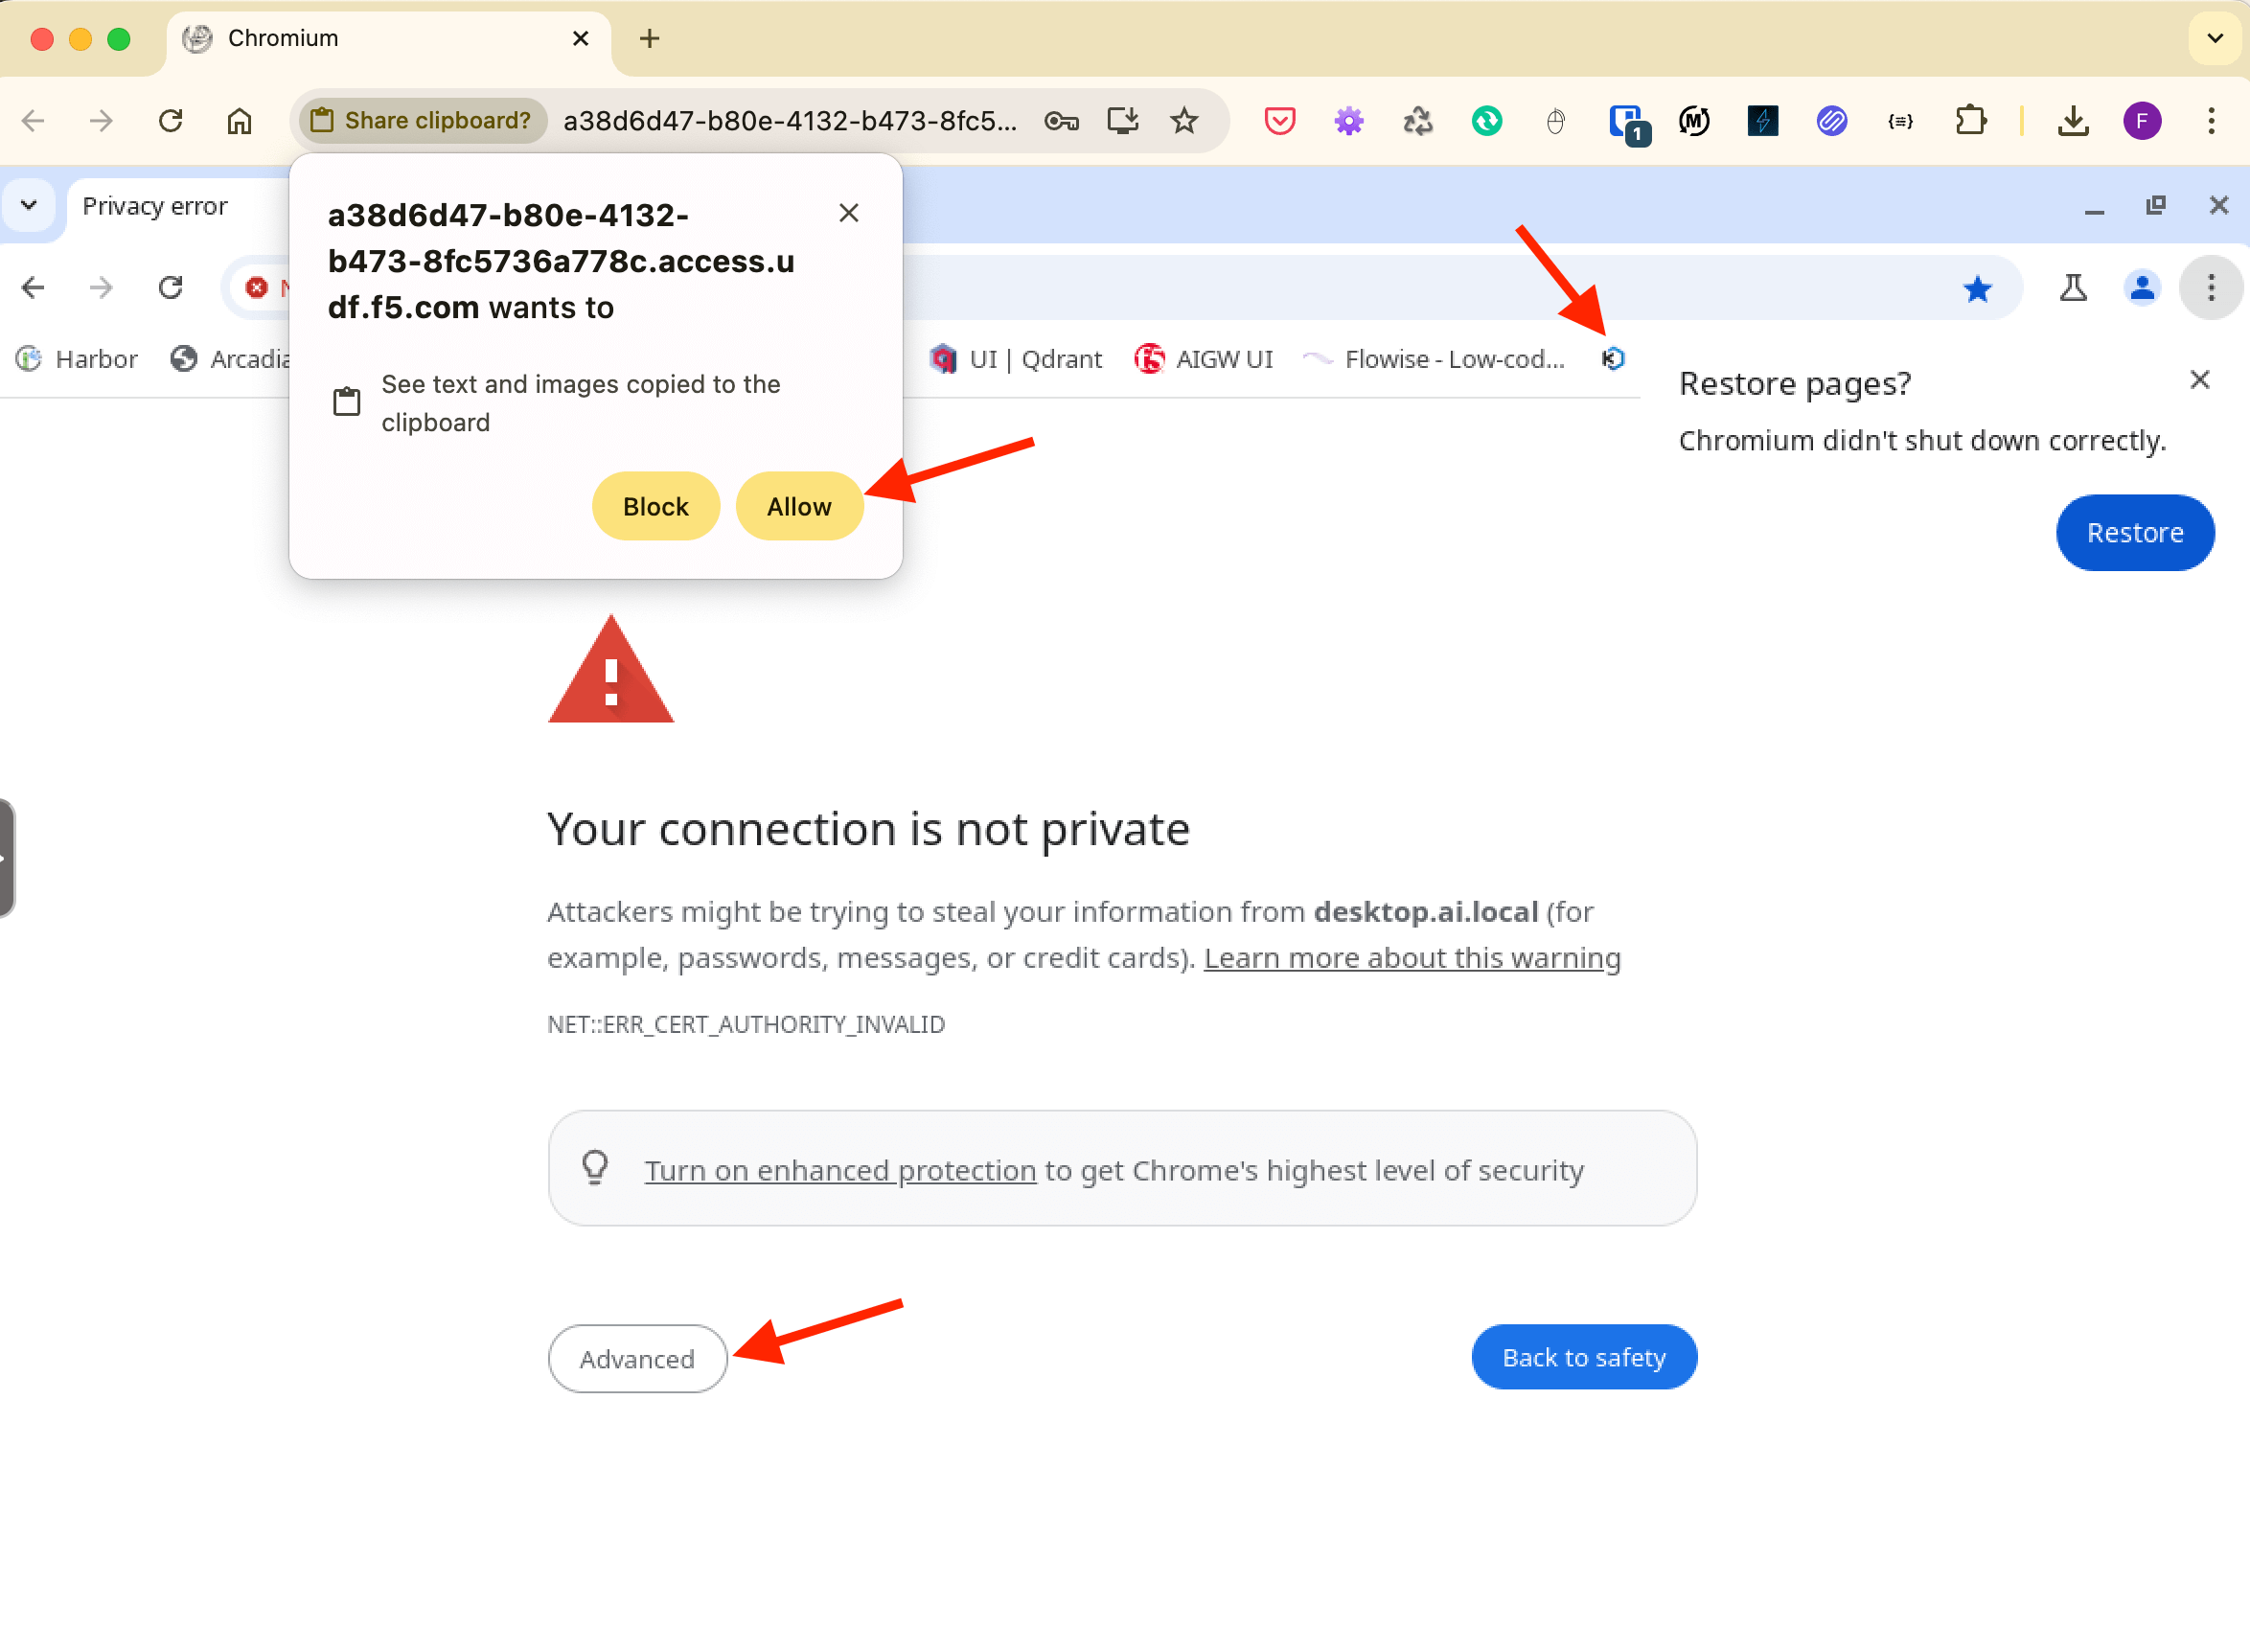 Chromium
Share clipboard?
a38d6d47-b80e-4132-b473-8fc5...
1
M
F
Privacy error
a38d6d47-b80e-4132-
b473-8fc5736a778c.access.u
df.f5.com wants to
See text and images copied to the
clipboard
Block
Allow
Harbor
Arcadia
UI | Qdrant
f5
AIGW UI
Flowise - Low-cod...
Restore pages?
Chromium didn't shut down correctly.
Restore
Your connection is not private
Attackers might be trying to steal your information from desktop.ai.local (for
example, passwords, messages, or credit cards). Learn more about this warning
NET::ERR_CERT_AUTHORITY_INVALID
Turn on enhanced protection to get Chrome's highest level of security
Advanced
Back to safety